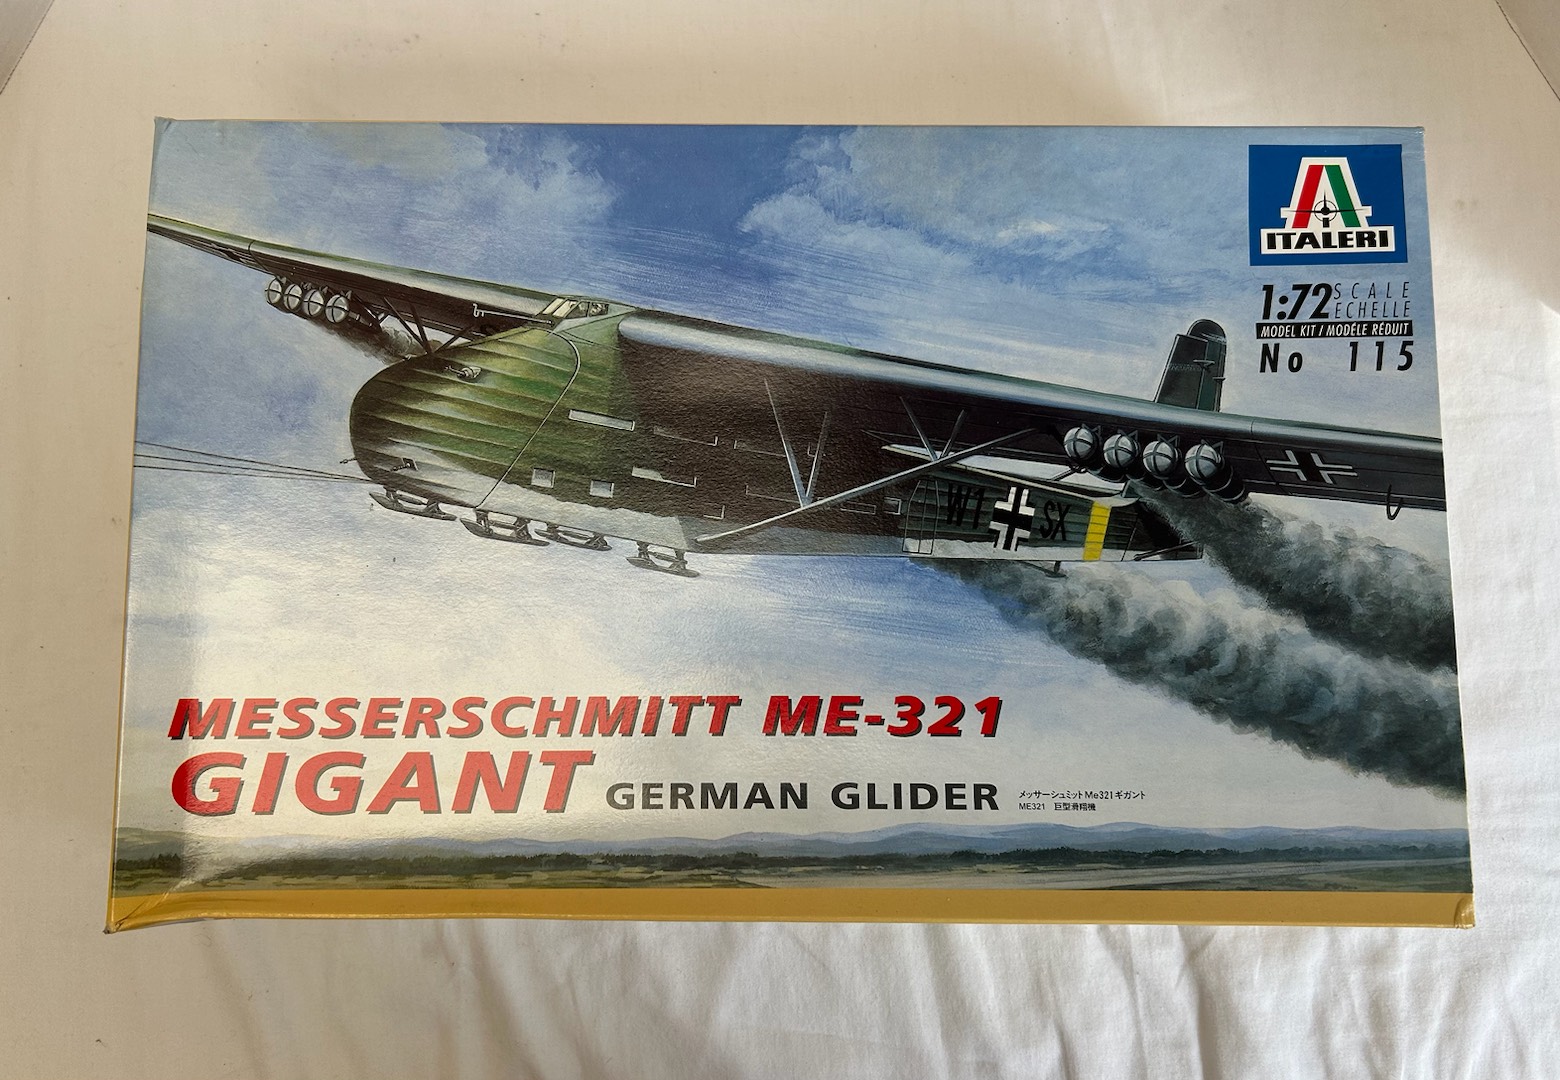 ITALERI
1:72 SCALE ECHELLE
MODEL KIT / MODÉLE RÉDUIT
No 115
W1 SX
MESSERSCHMITT ME-321
GIGANT GERMAN GLIDER
メッサーシュミットMe321ギガント
ME321 巨型滑翔機